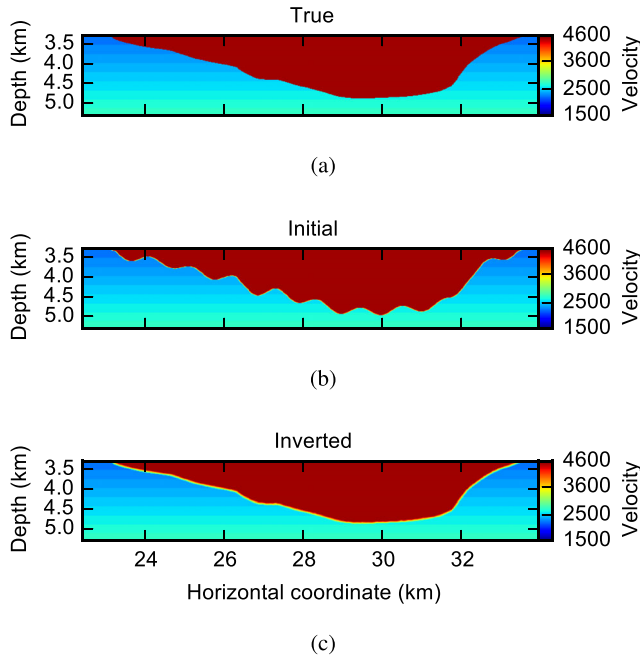 True
Depth (km)
3.5
4.0
4.5
5.0
4600
3600
2500
1500
Velocity
(a)
Initial
Depth (km)
3.5
4.0
4.5
5.0
4600
3600
2500
1500
Velocity
(b)
Inverted
Depth (km)
3.5
4.0
4.5
5.0
4600
3600
2500
1500
Velocity
24 26 28 30 32
Horizontal coordinate (km)
(c)